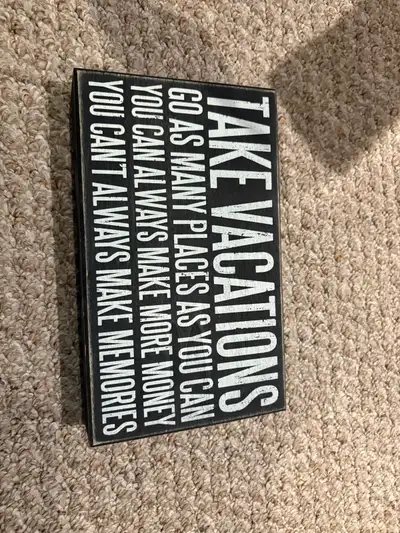 TAKE VACATIONS
GO AS MANY PLACES AS YOU CAN
YOU CAN ALWAYS MAKE MORE MONEY
YOU CAN'T ALWAYS MAKE MEMORIES